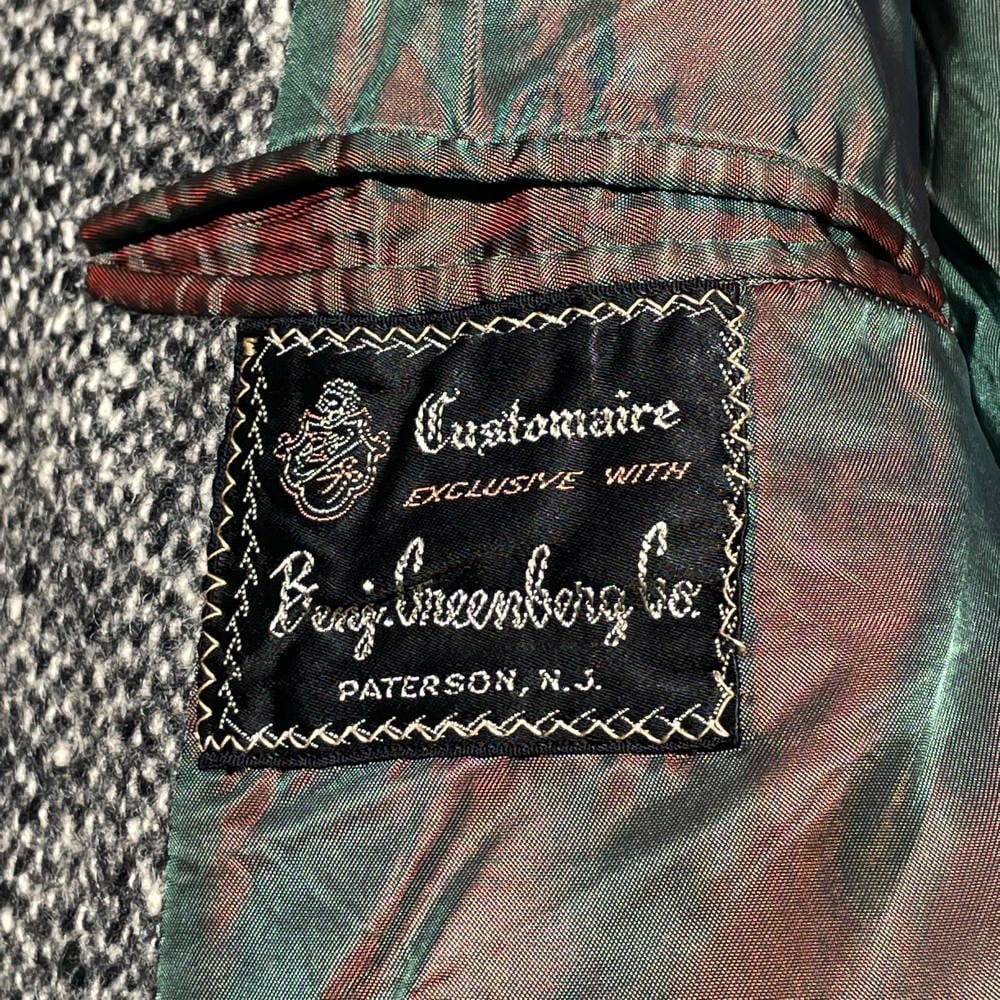 Customaire
EXCLUSIVE WITH
Benj. Greenberg Co.
PATERSON, N.J.